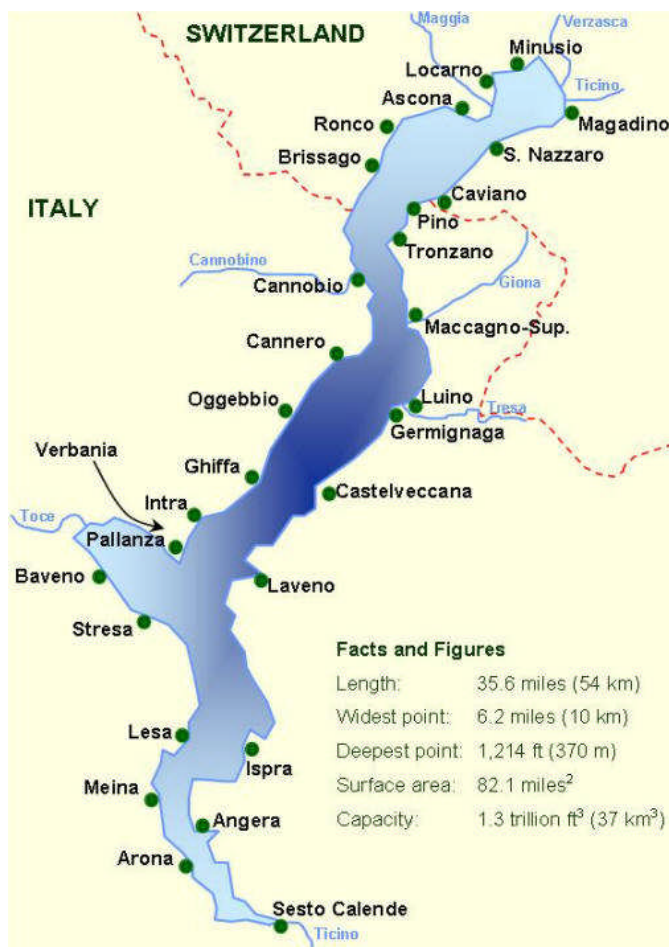 SWITZERLAND
Maggia
Verzasca
Minusio
Locarno
Ticino
Ascona
Magadino
Ronco
Brissago
S. Nazzaro
ITALY
Caviano
Pino
Tronzano
Cannobino
Cannobio
Giona
Maccagno-Sup.
Cannero
Oggebbio
Luino
Tresa
Germignaga
Verbania
Ghiffa
Castelveccana
Intra
Toce
Pallanza
Baveno
Laveno
Stresa
Facts and Figures
Length: 35.6 miles (54 km)
Widest point: 6.2 miles (10 km)
Deepest point: 1,214 ft (370 m)
Surface area: 82.1 miles²
Capacity: 1.3 trillion ft³ (37 km³)
Lesa
Ispra
Meina
Angera
Arona
Sesto Calende
Ticino